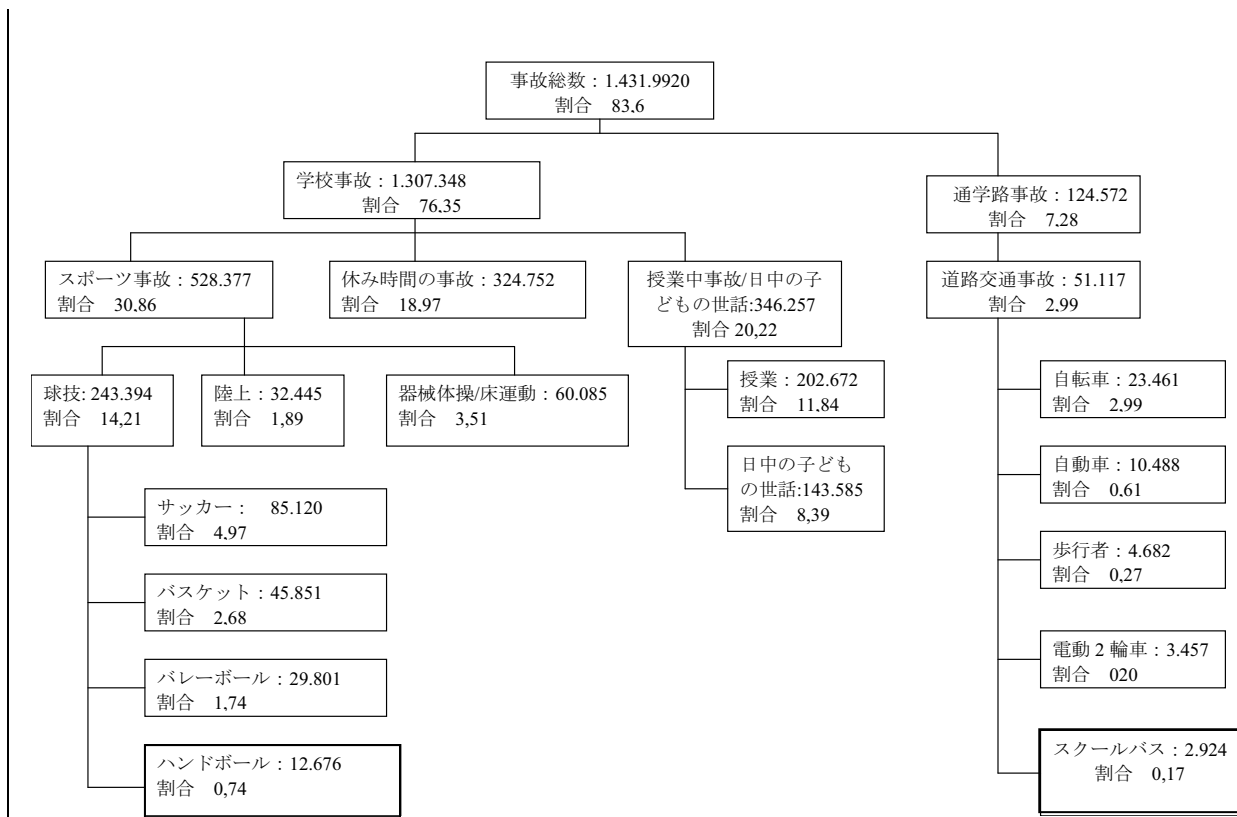 事故総数：1.431.9920
割合 83,6
学校事故：1.307.348
割合 76,35
通学路事故：124.572
割合 7,28
スポーツ事故：528.377
割合 30,86
休み時間の事故：324.752
割合 18,97
授業中事故/日中の子
どもの世話:346.257
割合 20,22
道路交通事故：51.117
割合 2,99
球技: 243.394
割合 14,21
陸上：32.445
割合 1,89
器械体操/床運動：60.085
割合 3,51
授業：202.672
割合 11,84
日中の子ども
の世話:143.585
割合 8,39
自転車：23.461
割合 2,99
自動車：10.488
割合 0,61
歩行者：4.682
割合 0,27
電動 2 輪車：3.457
割合 020
スクールバス：2.924
割合 0,17
サッカー： 85.120
割合 4,97
バスケット：45.851
割合 2,68
バレーボール：29.801
割合 1,74
ハンドボール：12.676
割合 0,74